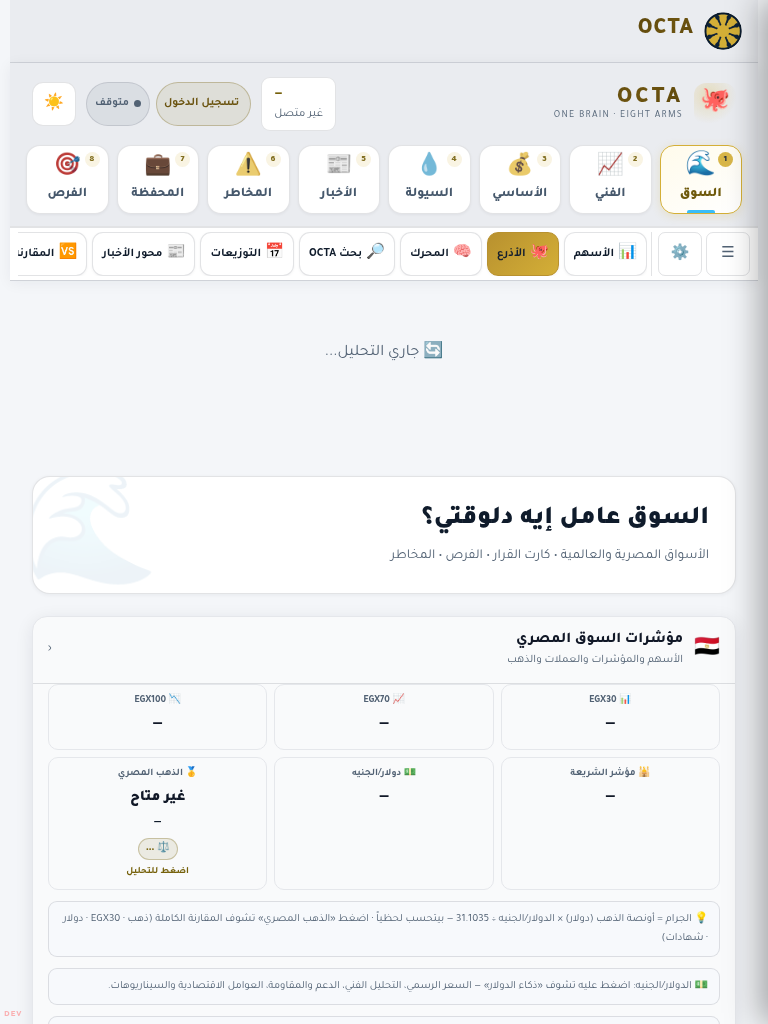 OCTA
OCTA
ONE BRAIN · EIGHT ARMS
—
غير متصل
تسجيل الدخول
متوقف
1 السوق
2 الفني
3 الأساسي
4 السيولة
5 الأخبار
6 المخاطر
7 المحفظة
8 الفرص
الأسهم
الأذرع
المحرك
بحث OCTA
التوزيعات
محور الأخبار
VS المقارنة
جاري التحليل...
السوق عامل إيه دلوقتي؟
الأسواق المصرية والعالمية • كارت القرار • الفرص • المخاطر
مؤشرات السوق المصري
الأسهم والمؤشرات والعملات والذهب
EGX30
—
EGX70
—
EGX100
—
مؤشر الشريعة
—
دولار/الجنيه
—
الذهب المصري
غير متاح
—
...
اضغط للتحليل
الجرام = أونصة الذهب (دولار) × الدولار/الجنيه ÷ 31.1035 — بيتحسب لحظياً · اضغط «الذهب المصري» تشوف المقارنة الكاملة (ذهب · EGX30 · دولار
· شهادات)
الدولار/الجنيه: اضغط عليه تشوف «ذكاء الدولار» — السعر الرسمي، التحليل الفني، الدعم والمقاومة، العوامل الاقتصادية والسيناريوهات.
DEV